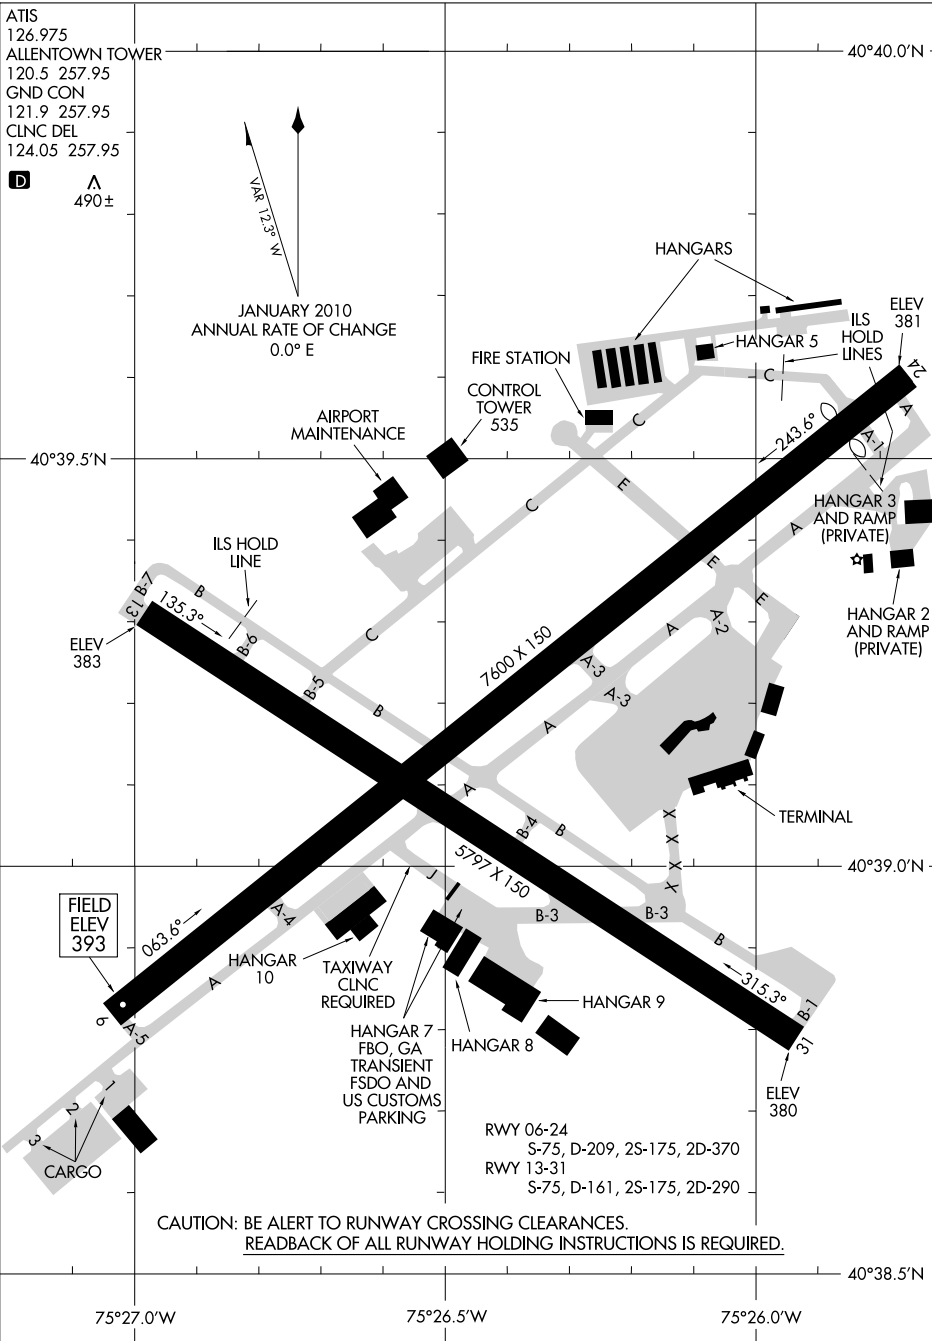 ATIS
126.975
ALLENTOWN TOWER
120.5 257.95
GND CON
121.9 257.95
CLNC DEL
124.05 257.95
D
490±
VAR 12.3° W
JANUARY 2010
ANNUAL RATE OF CHANGE
0.0° E
40°40.0'N
HANGARS
ELEV
381
ILS
HOLD
LINES
HANGAR 5
FIRE STATION
CONTROL
TOWER
535
AIRPORT
MAINTENANCE
C
24
A
A-1
C
243.6°
40°39.5'N
E
C
HANGAR 3
AND RAMP
(PRIVATE)
A
ILS HOLD
LINE
B-7
B
13
135.3°
E
E
HANGAR 2
AND RAMP
(PRIVATE)
ELEV
383
B-6
C
A
A-2
7600 X 150
B-5
B
A-3
A-3
A
A
TERMINAL
B-4
B
X
X
X
X
5797 X 150
40°39.0'N
J
FIELD
ELEV
393
063.6°
A-4
B-3
B-3
B
HANGAR
10
TAXIWAY
CLNC
REQUIRED
A
315.3°
HANGAR 9
B-1
6
A-5
31
HANGAR 7
FBO, GA
TRANSIENT
FSDO AND
US CUSTOMS
PARKING
HANGAR 8
ELEV
380
1
2
3
CARGO
RWY 06-24
S-75, D-209, 2S-175, 2D-370
RWY 13-31
S-75, D-161, 2S-175, 2D-290
CAUTION: BE ALERT TO RUNWAY CROSSING CLEARANCES.
READBACK OF ALL RUNWAY HOLDING INSTRUCTIONS IS REQUIRED.
40°38.5'N
75°27.0'W
75°26.5'W
75°26.0'W